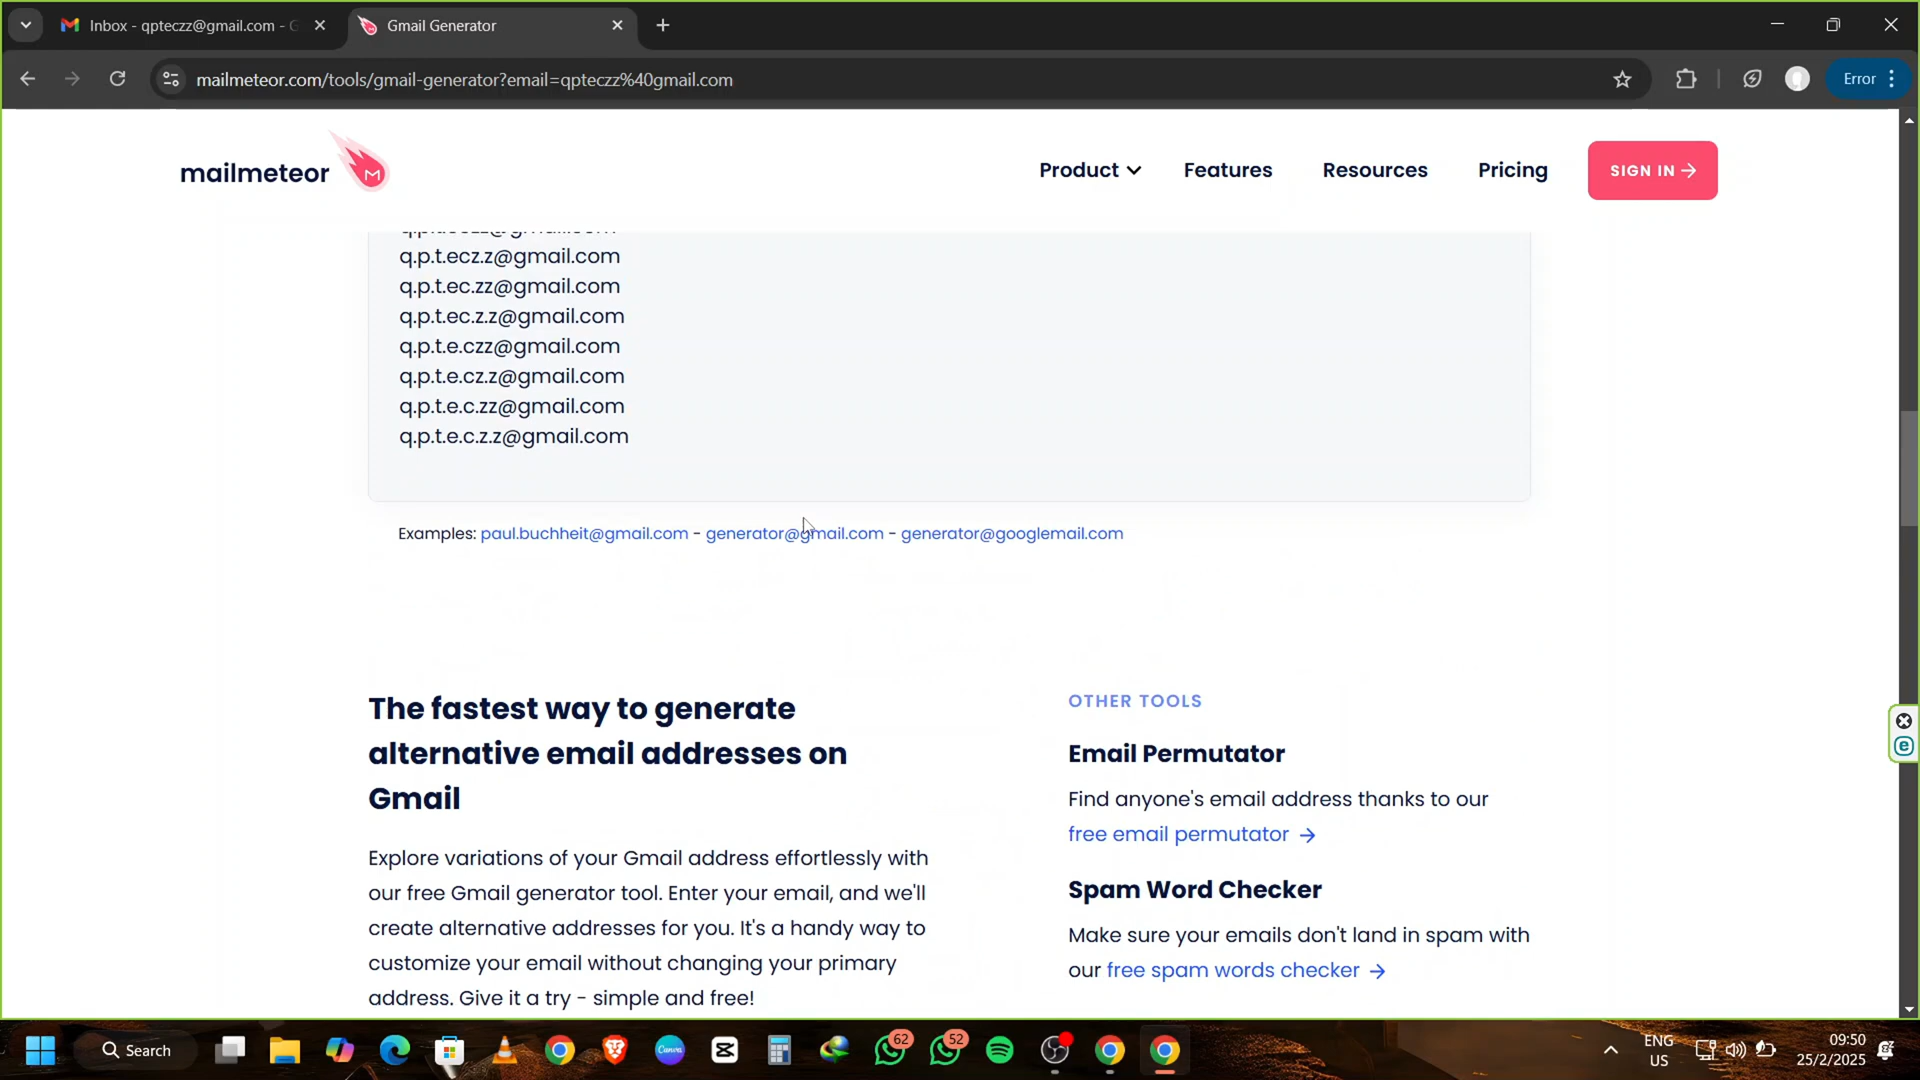 Inbox - qpteczz@gmail.com - G
Gmail Generator
mailmeteor.com/tools/gmail-generator?email=qpteczz%40gmail.com
Error
mailmeteor
Product
Features
Resources
Pricing
SIGN IN →
q.p.t.ecz.z@gmail.com
q.p.t.ec.zz@gmail.com
q.p.t.ec.z.z@gmail.com
q.p.t.e.czz@gmail.com
q.p.t.e.cz.z@gmail.com
q.p.t.e.c.zz@gmail.com
q.p.t.e.c.z.z@gmail.com
Examples: paul.buchheit@gmail.com - generator@gmail.com - generator@googlemail.com
The fastest way to generate
alternative email addresses on
Gmail
Explore variations of your Gmail address effortlessly with
our free Gmail generator tool. Enter your email, and we'll
create alternative addresses for you. It's a handy way to
customize your email without changing your primary
address. Give it a try - simple and free!
OTHER TOOLS
Email Permutator
Find anyone's email address thanks to our
free email permutator →
Spam Word Checker
Make sure your emails don't land in spam with
our free spam words checker →
Search
Canva
62
52
ENG
US
09:50
25/2/2025